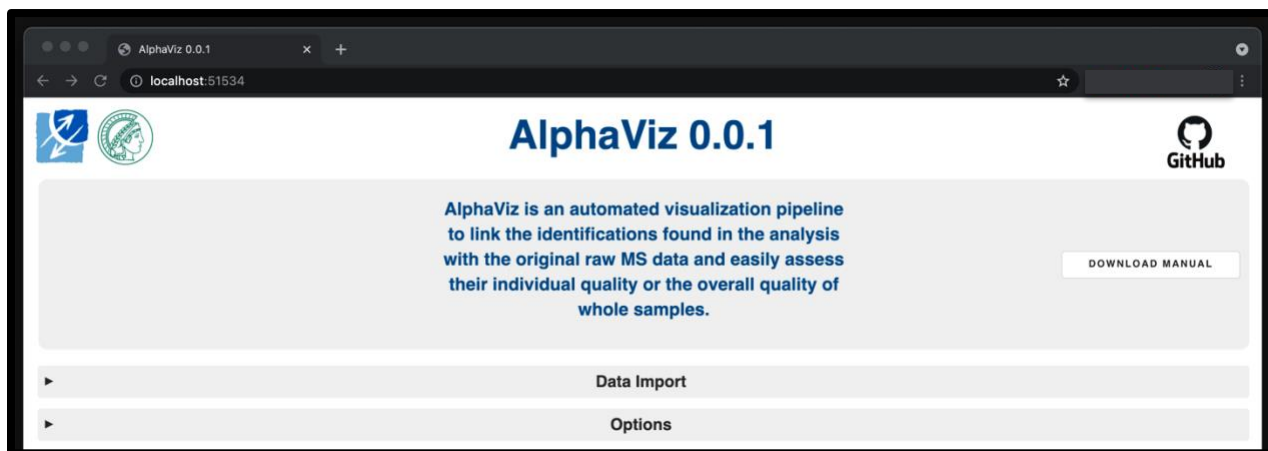 AlphaViz 0.0.1
localhost:51534
AlphaViz 0.0.1
GitHub
AlphaViz is an automated visualization pipeline
to link the identifications found in the analysis
with the original raw MS data and easily assess
their individual quality or the overall quality of
whole samples.
DOWNLOAD MANUAL
Data Import
Options